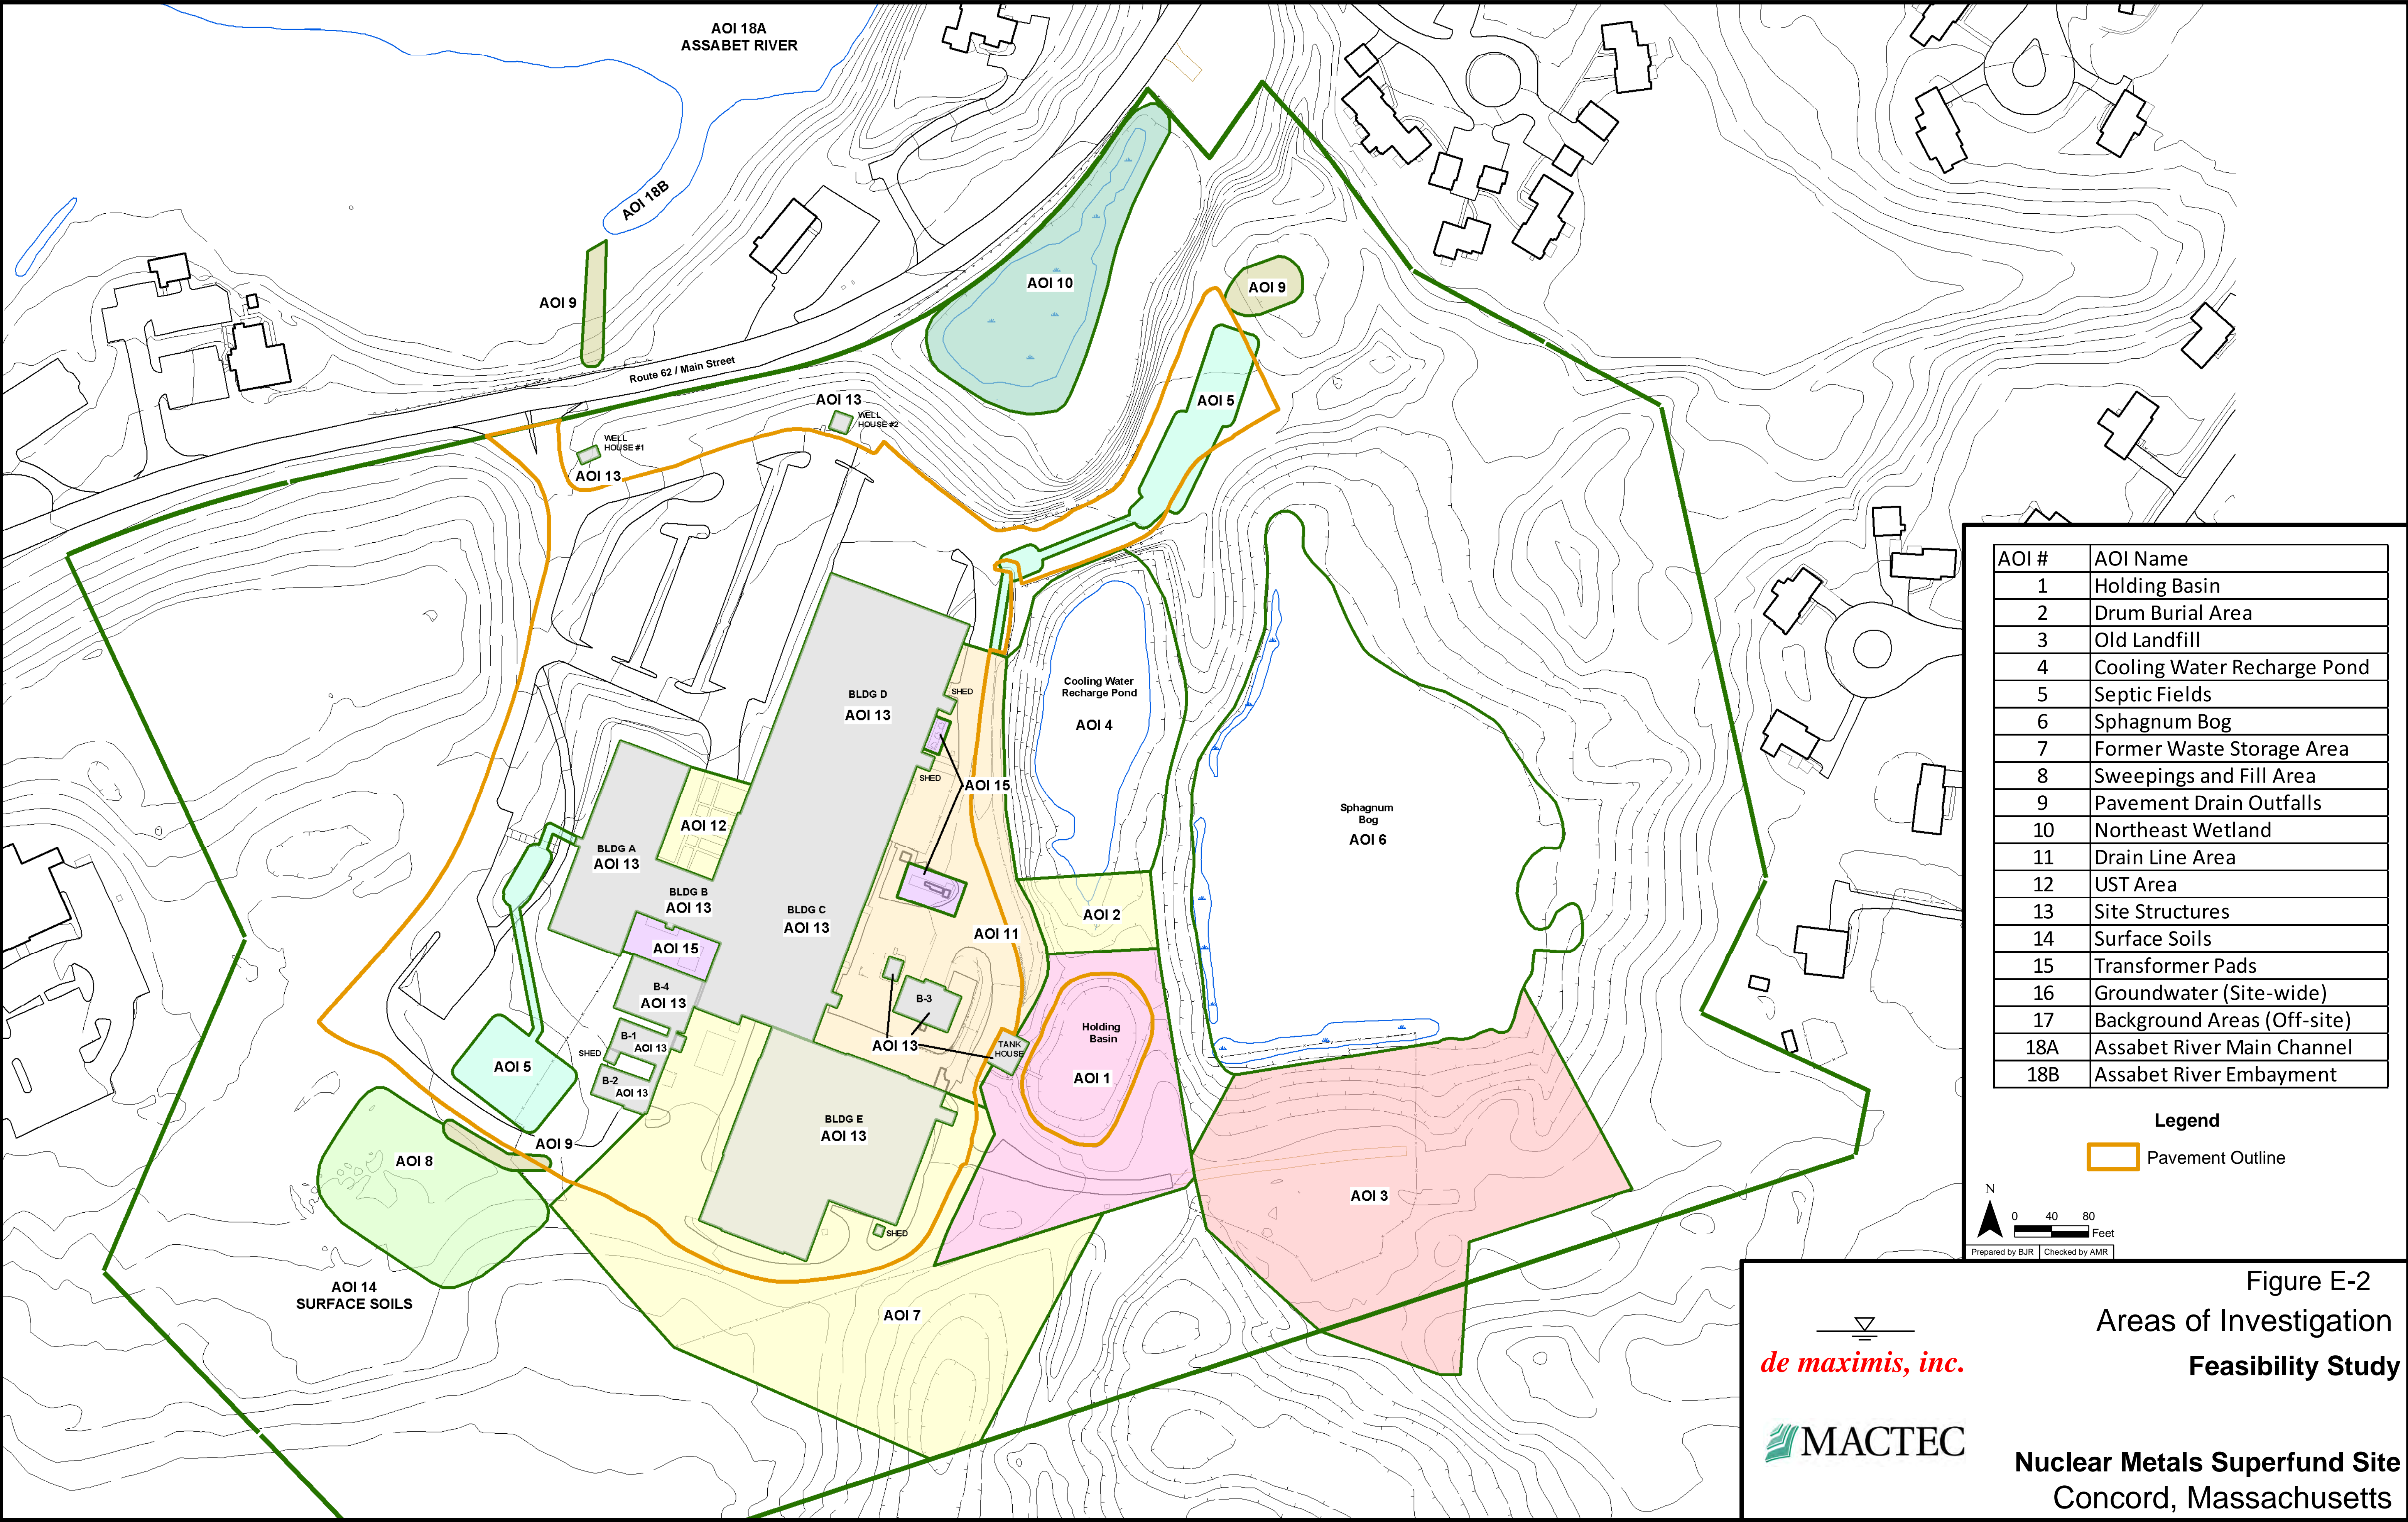 AOI 18A
ASSABET RIVER
AOI 18B
AOI 9
AOI 10
AOI 9
Route 62 / Main Street
AOI 5
AOI 13
WELL
HOUSE #2
WELL
HOUSE #1
AOI 13
Cooling Water
Recharge Pond
AOI 4
BLDG D
AOI 13
SHED
SHED
AOI 15
Sphagnum
Bog
AOI 6
AOI 12
BLDG A
AOI 13
BLDG B
AOI 13
BLDG C
AOI 13
AOI 2
AOI 11
AOI 15
B-4
AOI 13
B-3
Holding
Basin
AOI 1
B-1
AOI 13
SHED
AOI 13
TANK
HOUSE
AOI 5
B-2
AOI 13
BLDG E
AOI 13
AOI 9
AOI 8
AOI 3
SHED
AOI 14
SURFACE SOILS
AOI 7
AOI # AOI Name
1 Holding Basin
2 Drum Burial Area
3 Old Landfill
4 Cooling Water Recharge Pond
5 Septic Fields
6 Sphagnum Bog
7 Former Waste Storage Area
8 Sweepings and Fill Area
9 Pavement Drain Outfalls
10 Northeast Wetland
11 Drain Line Area
12 UST Area
13 Site Structures
14 Surface Soils
15 Transformer Pads
16 Groundwater (Site-wide)
17 Background Areas (Off-site)
18A Assabet River Main Channel
18B Assabet River Embayment
Legend
Pavement Outline
N
0 40 80
Feet
Prepared by BJR Checked by AMR
Figure E-2
Areas of Investigation
Feasibility Study
de maximis, inc.
MACTEC
Nuclear Metals Superfund Site
Concord, Massachusetts